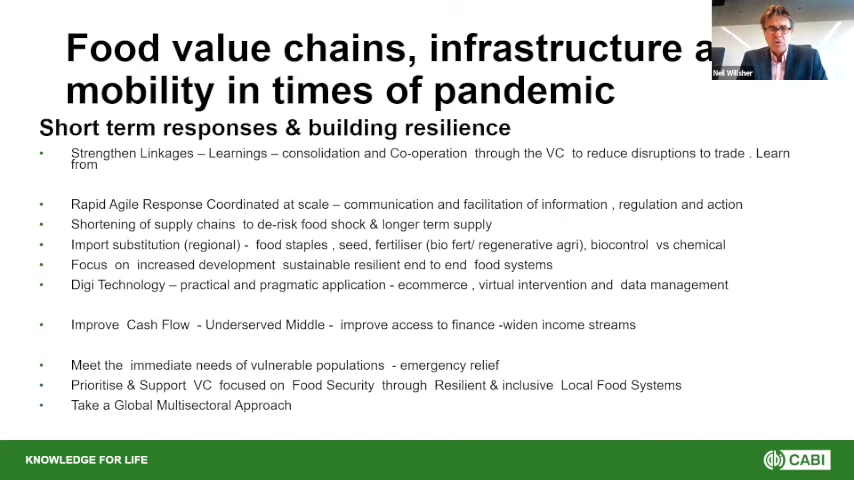 Food value chains, infrastructure a
Neil Willsher
mobility in times of pandemic
Short term responses & building resilience
• Strengthen Linkages – Learnings – consolidation and Co-operation through the VC to reduce disruptions to trade . Learn
from
• Rapid Agile Response Coordinated at scale – communication and facilitation of information , regulation and action
• Shortening of supply chains to de-risk food shock & longer term supply
• Import substitution (regional) - food staples , seed, fertiliser (bio fert/ regenerative agri), biocontrol vs chemical
• Focus on increased development sustainable resilient end to end food systems
• Digi Technology – practical and pragmatic application - ecommerce , virtual intervention and data management
• Improve Cash Flow - Underserved Middle - improve access to finance -widen income streams
• Meet the immediate needs of vulnerable populations - emergency relief
• Prioritise & Support VC focused on Food Security through Resilient & inclusive Local Food Systems
• Take a Global Multisectoral Approach
KNOWLEDGE FOR LIFE
CABI